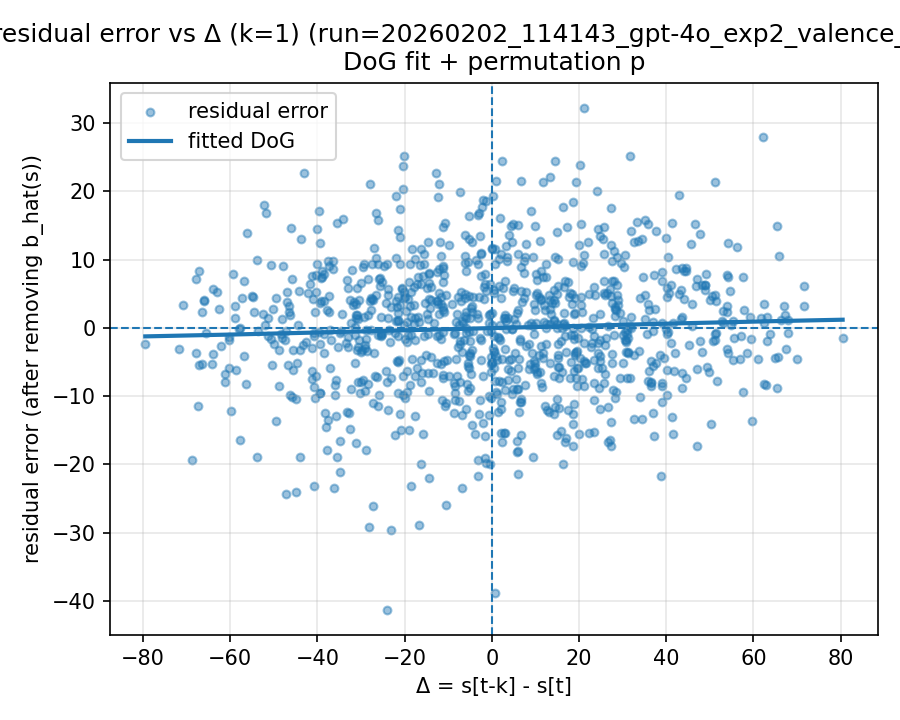 residual error vs Δ (k=1) (run=20260202_114143_gpt-4o_exp2_valence_
DoG fit + permutation p
residual error
fitted DoG
30
20
10
0
−10
−20
−30
−40
residual error (after removing b_hat(s))
−80
−60
−40
−20
0
20
40
60
80
Δ = s[t-k] - s[t]